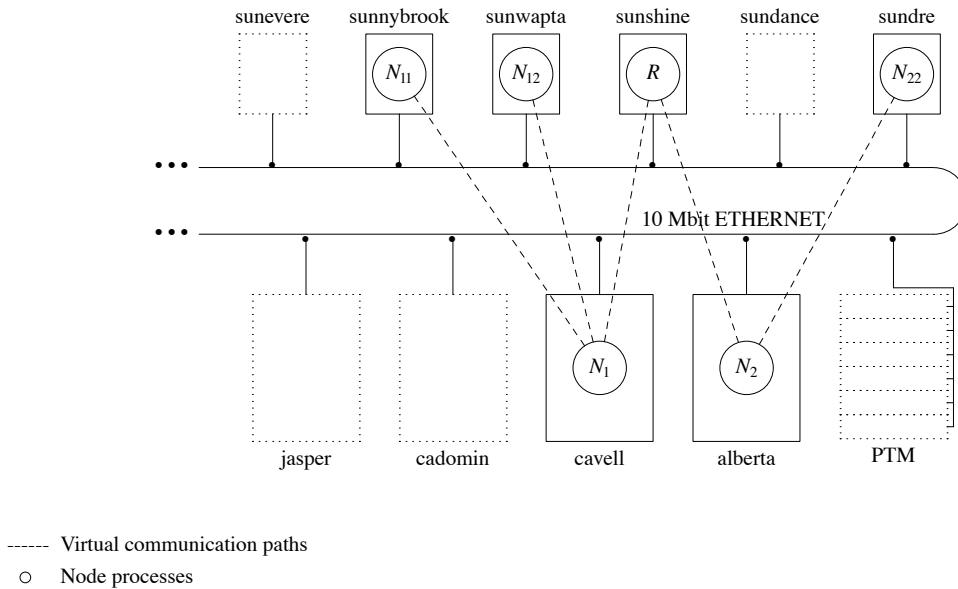 sunevere sunnybrook sunwapta sunshine sundance sundre
N11 N12 R N22
10 Mbit ETHERNET
N1 N2
jasper cadomin cavell alberta PTM
------ Virtual communication paths
Node processes